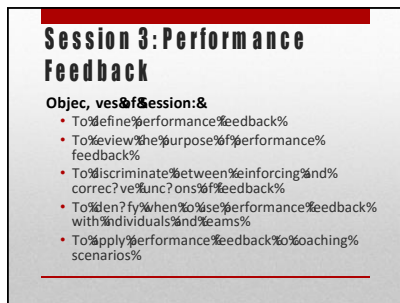 Session 3: Performance
Feedback
Objec, ves&of&Session:&
• To%define%performance%feedback%
• To%review%the%purpose%of%performance%
feedback%
• To%discriminate%between%reinforcing%and%
correc?ve%func?ons%of%feedback%
• To%iden?fy%when%to%use%performance%feedback%
with%individuals%and%teams%
• To%apply%performance%feedback%to%coaching%
scenarios%